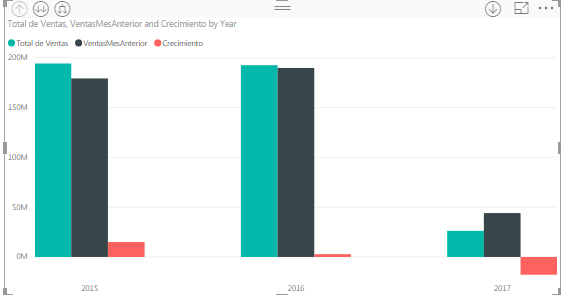 Total de Ventas, VentasMesAnterior and Crecimiento by Year
Total de Ventas VentasMesAnterior Crecimiento
200M
150M
100M
50M
0M
2015 2016 2017